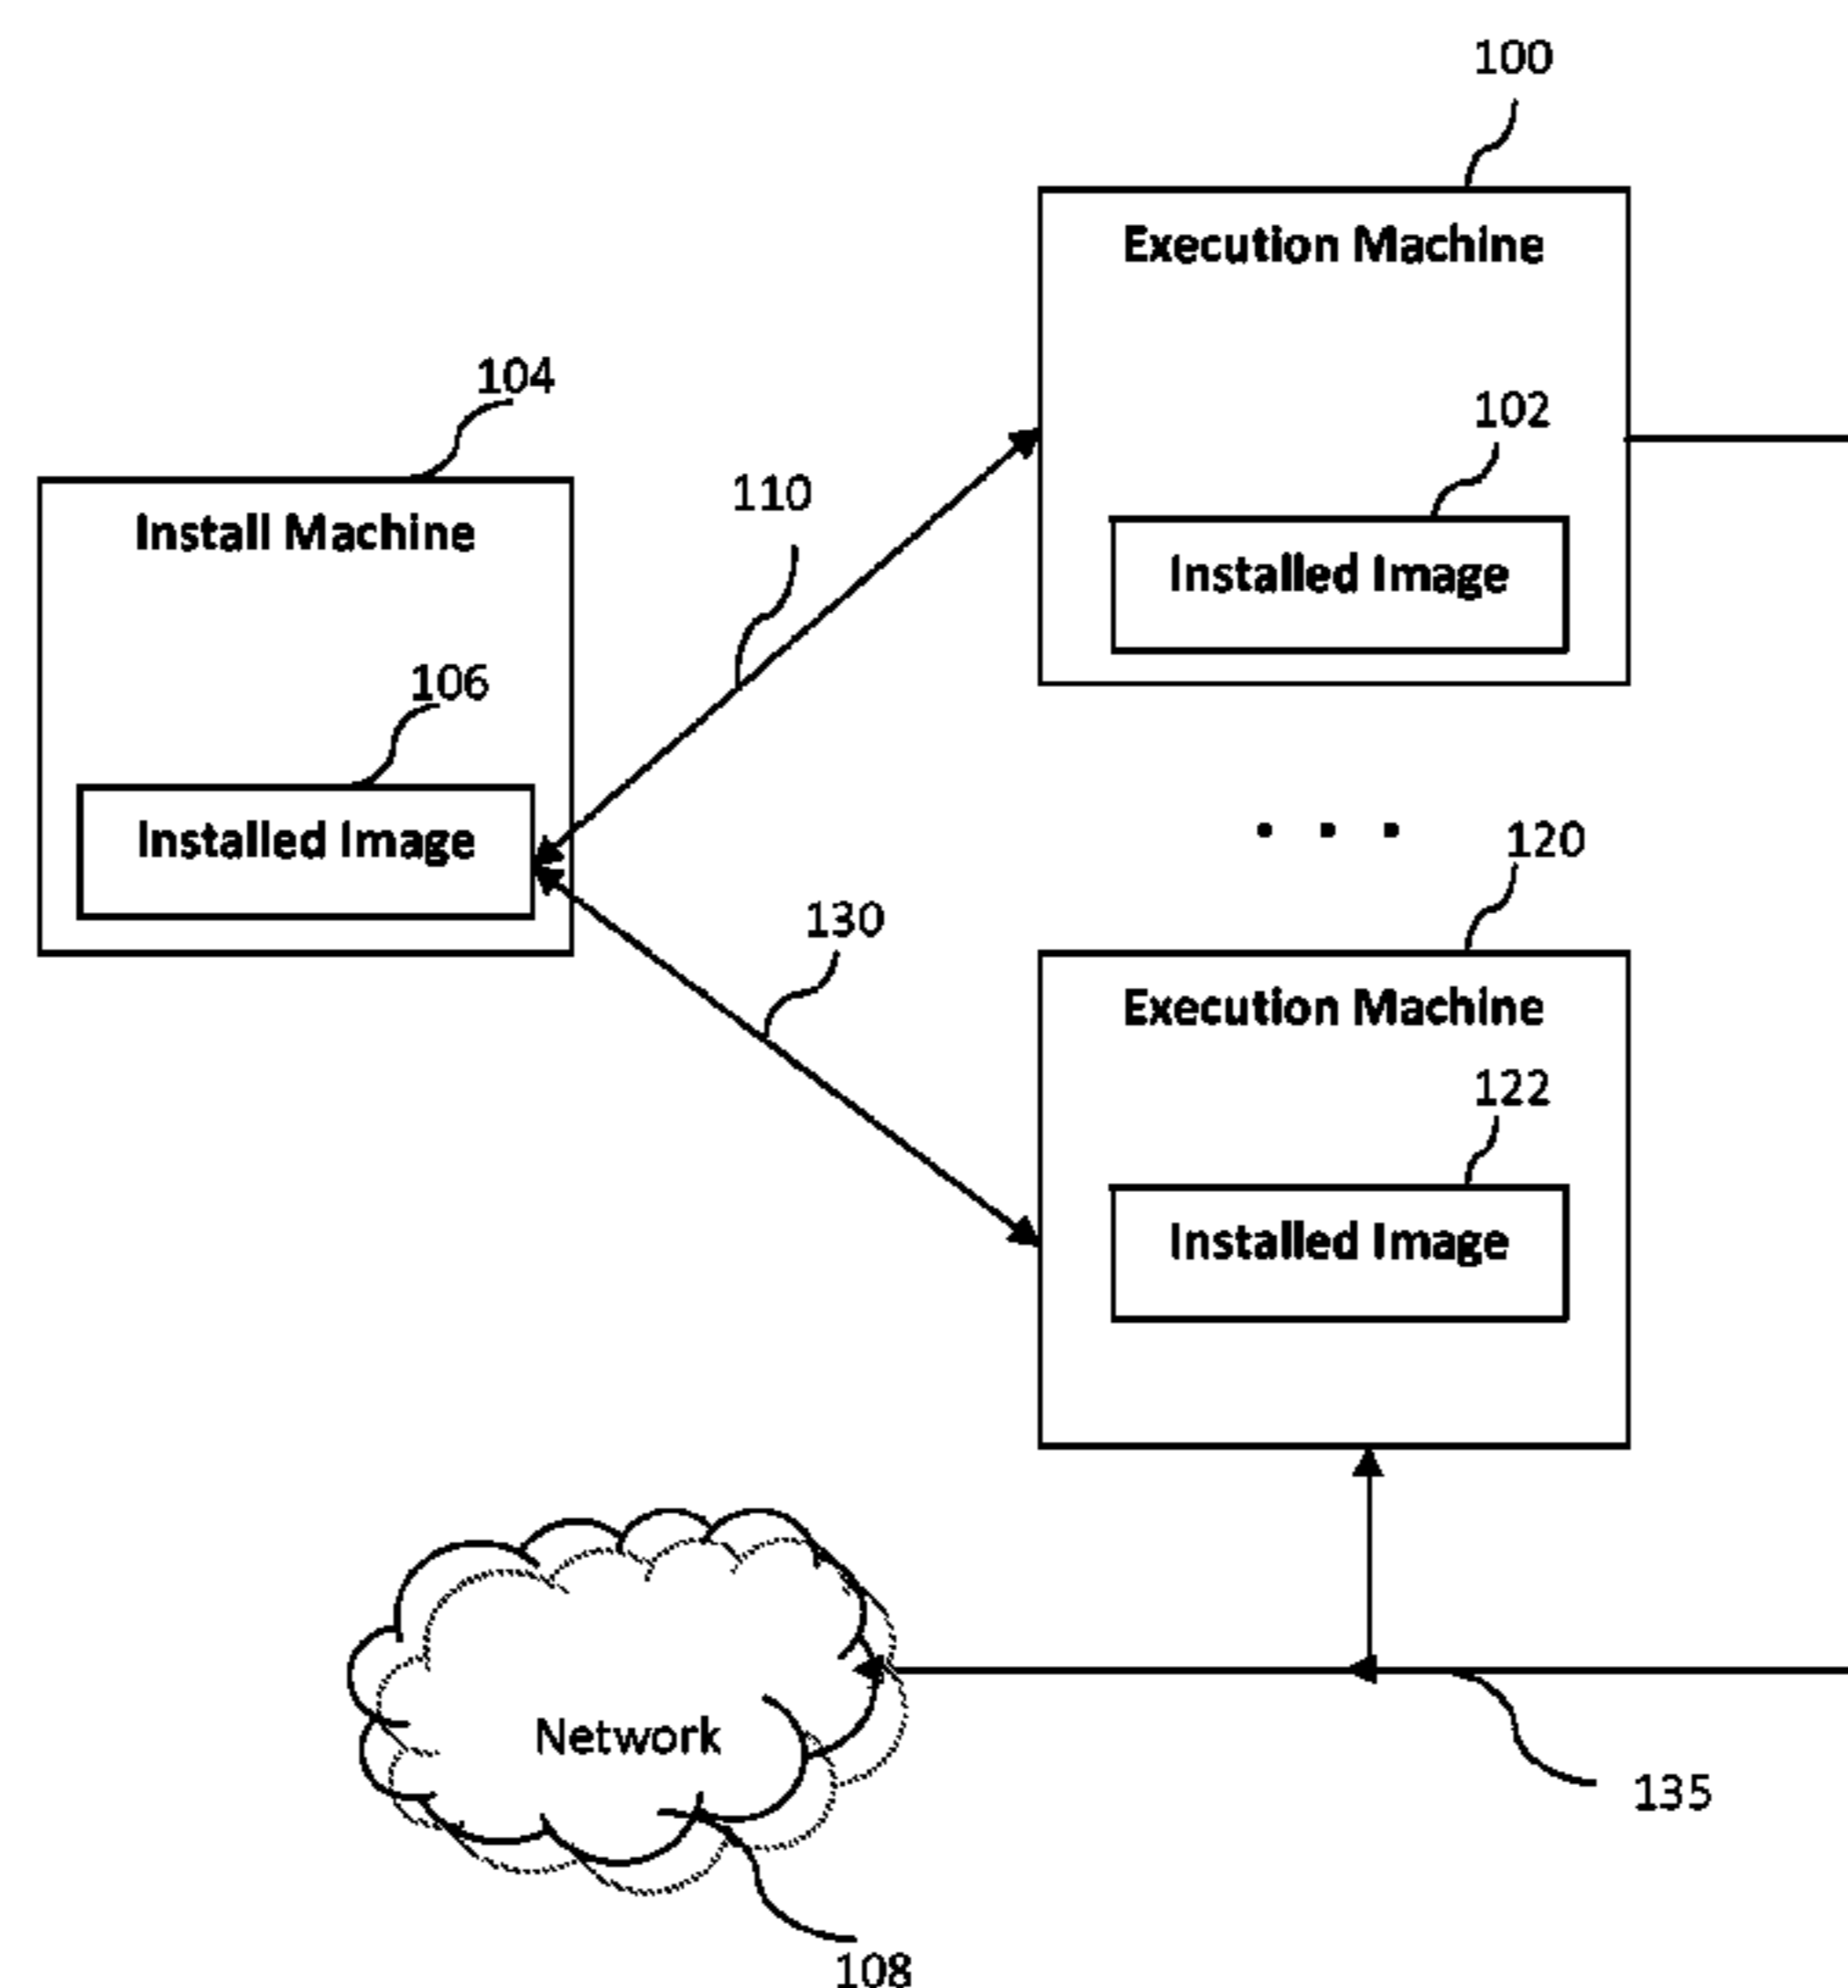 100
Execution Machine
104
102
110
Install Machine
Installed Image
106
120
Installed Image
130
Execution Machine
122
Installed Image
Network
135
108